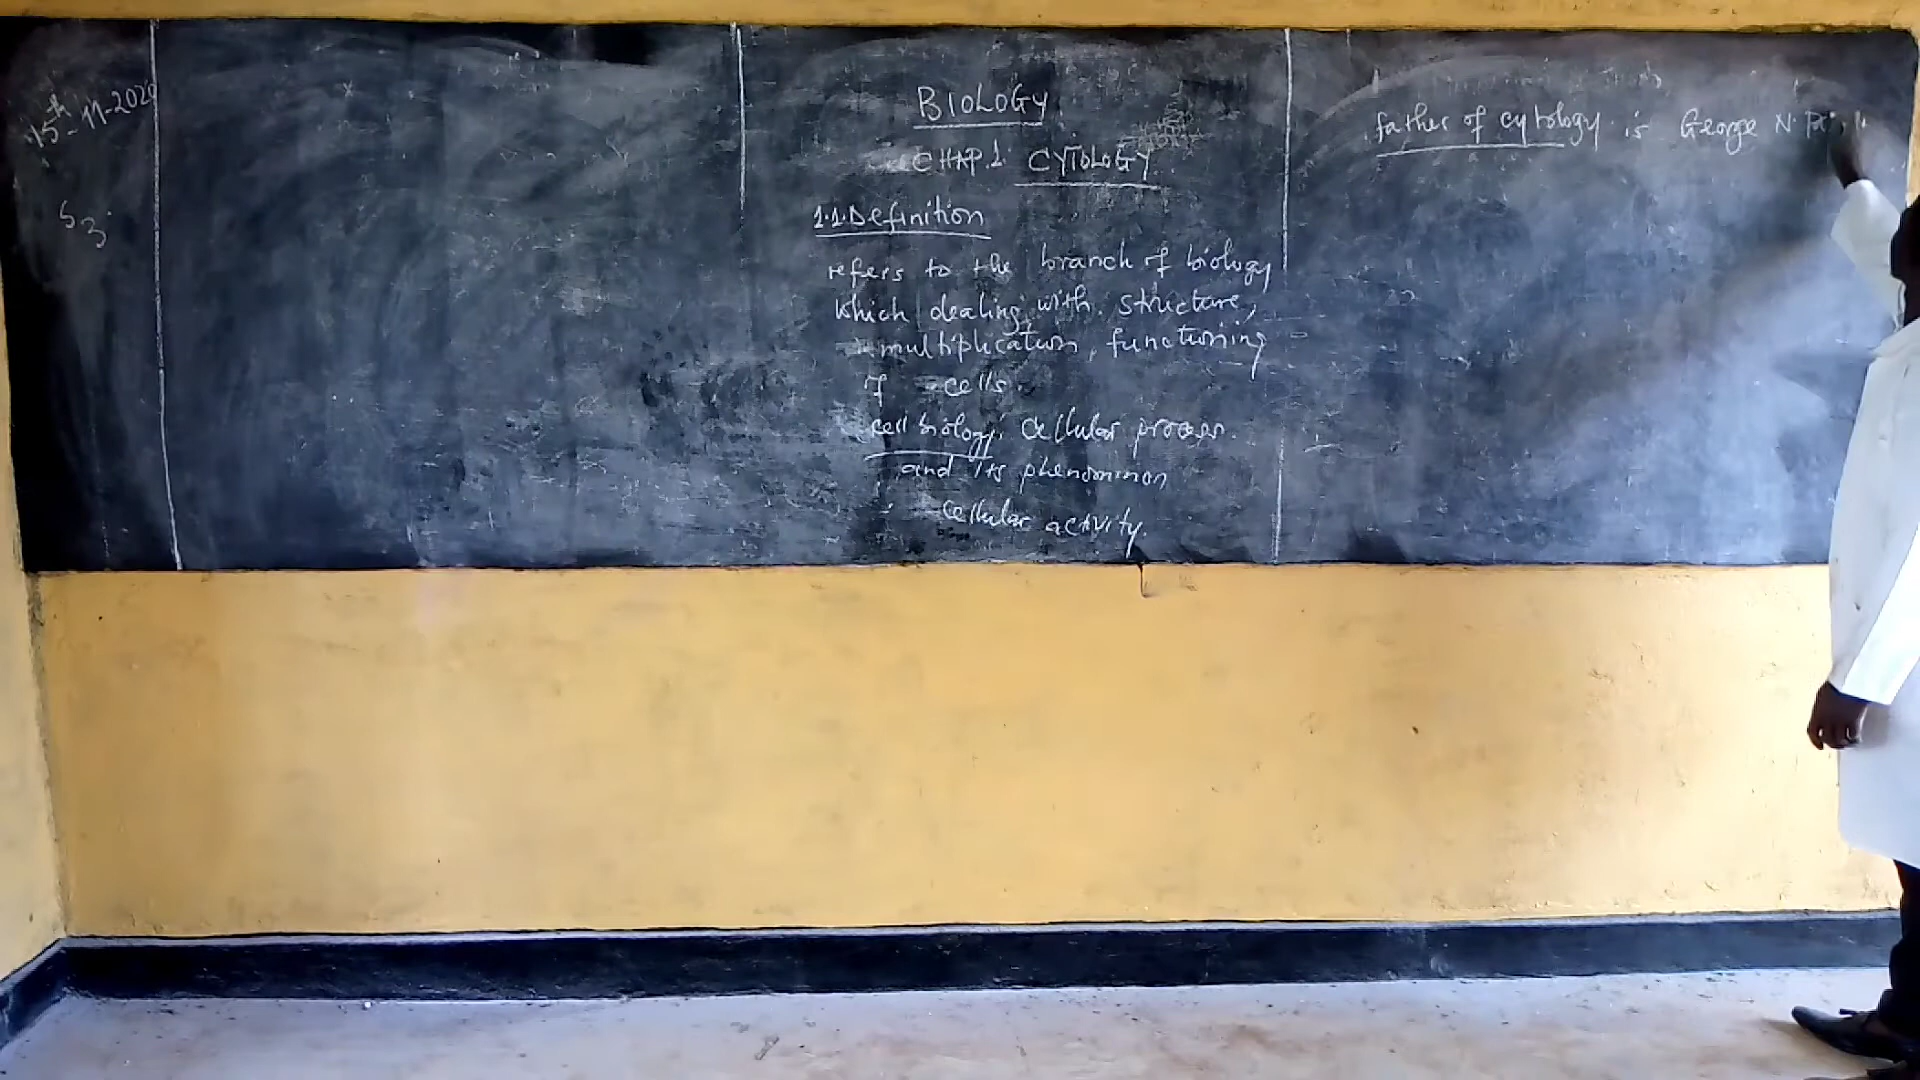 15th-11-2020
S3
BIOLOGY
CHAP.1. CYTOLOGY
1.1.Definition
refers to the branch of biology
which dealing with structure,
multiplication, functioning
of cells.
cell biology: cellular process.
and its phenominon
cellular activity.
father of cytology is George N.